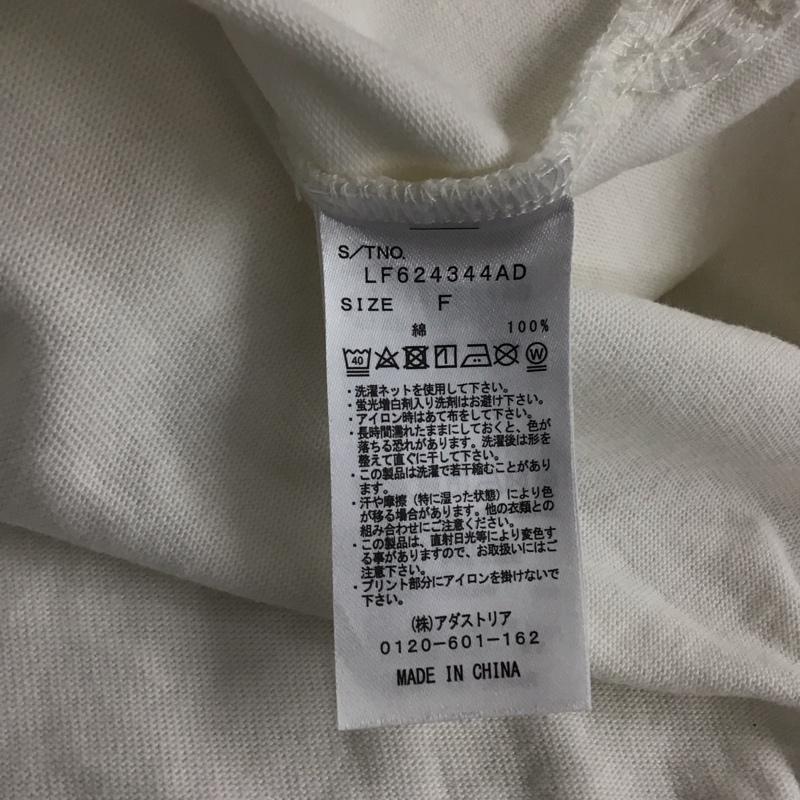 S/TNO.
LF624344AD
SIZE F
綿 100%
40 W
・洗濯ネットを使用して下さい。
・蛍光増白剤入り洗剤はお避け下さい。
・アイロン時はあて布をして下さい。
・長時間濡れたままにしておくと、色が
落ちる恐れがあります。洗濯後は形を
整えて直ぐに干して下さい。
・この製品は洗濯で若干縮むことがあり
ます。
・汗や摩擦（特に湿った状態）により色
が移る場合があります。他の衣類との
組み合わせにご注意ください。
・この製品は、直射日光等により変色す
る事がありますので、お取扱いにはご
注意下さい。
・プリント部分にアイロンを掛けないで
下さい。
(株)アダストリア
0120-601-162
MADE IN CHINA